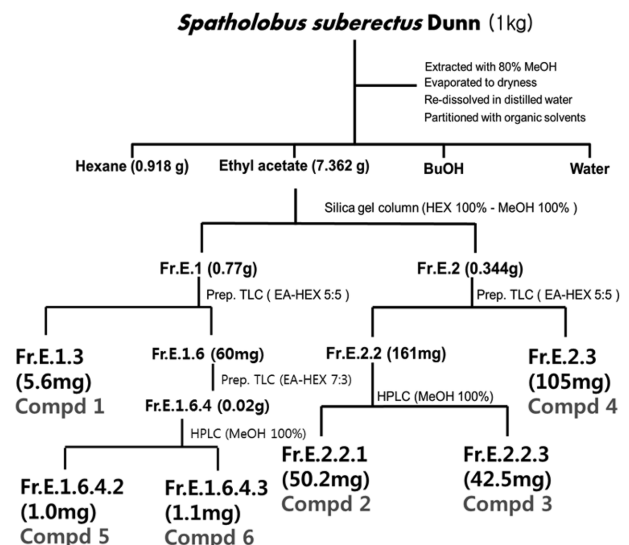 Spatholobus suberectus Dunn (1kg)
Extracted with 80% MeOH
Evaporated to dryness
Re-dissolved in distilled water
Partitioned with organic solvents
Hexane (0.918 g)
Ethyl acetate (7.362 g)
BuOH
Water
Silica gel column (HEX 100% - MeOH 100% )
Fr.E.1 (0.77g)
Fr.E.2 (0.344g)
Prep. TLC ( EA-HEX 5:5 )
Prep. TLC ( EA-HEX 5:5 )
Fr.E.1.3
(5.6mg)
Compd 1
Fr.E.1.6 (60mg)
Fr.E.2.2 (161mg)
Fr.E.2.3
(105mg)
Compd 4
Prep. TLC (EA-HEX 7:3)
Fr.E.1.6.4 (0.02g)
HPLC (MeOH 100%)
HPLC (MeOH 100%)
Fr.E.1.6.4.2
(1.0mg)
Compd 5
Fr.E.1.6.4.3
(1.1mg)
Compd 6
Fr.E.2.2.1
(50.2mg)
Compd 2
Fr.E.2.2.3
(42.5mg)
Compd 3